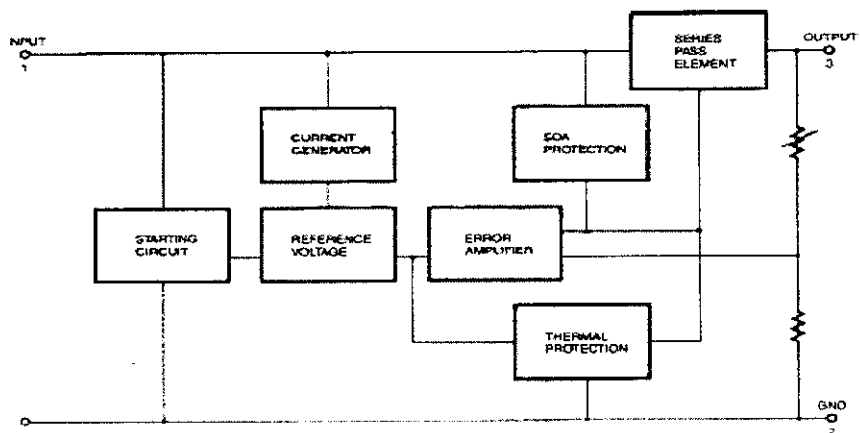 INPUT
1
SERIES
PASS
ELEMENT
OUTPUT
3
CURRENT
GENERATOR
SOA
PROTECTION
STARTING
CIRCUIT
REFERENCE
VOLTAGE
ERROR
AMPLIFIER
THERMAL
PROTECTION
GND
2